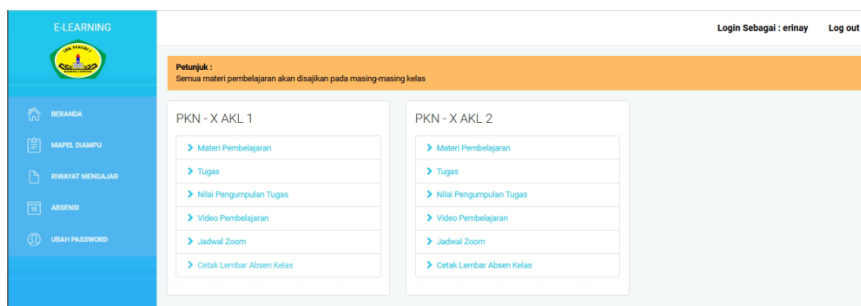 E-LEARNING
Login Sebagai : erinay Log out
Petunjuk :
Semua materi pembelajaran akan disajikan pada masing-masing kelas
BERANDA
MAPEL DIAMPU
RIWAYAT MENGAJAR
16 ABSENSI
UBAH PASSWORD
PKN - X AKL 1
Materi Pembelajaran
Tugas
Nilai Pengumpulan Tugas
Video Pembelajaran
Jadwal Zoom
Cetak Lembar Absen Kelas
PKN - X AKL 2
Materi Pembelajaran
Tugas
Nilai Pengumpulan Tugas
Video Pembelajaran
Jadwal Zoom
Cetak Lembar Absen Kelas